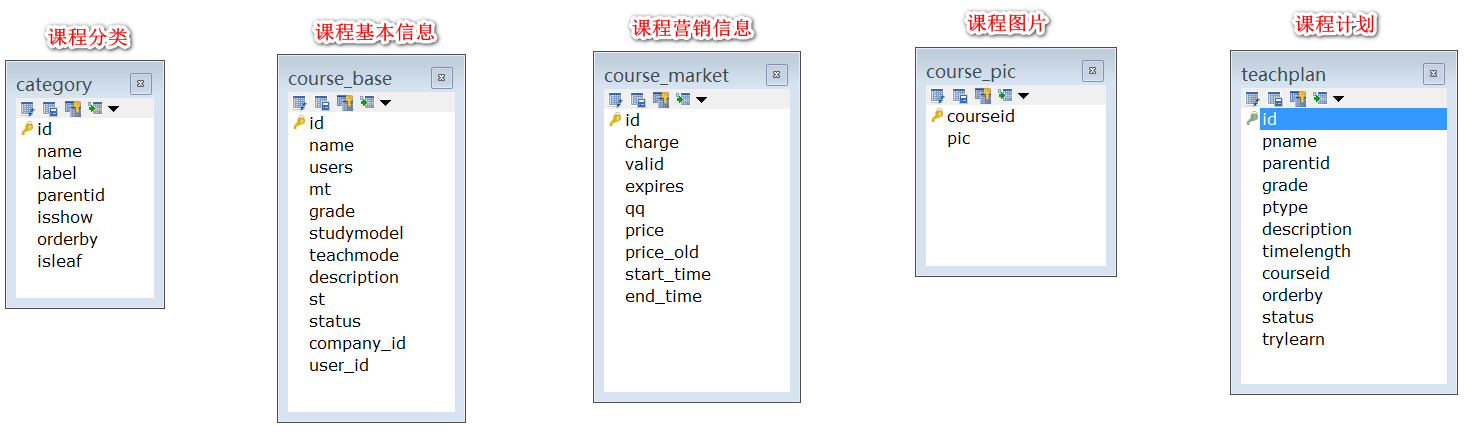 课程分类
category
id
name
label
parentid
isshow
orderby
isleaf
课程基本信息
course_base
id
name
users
mt
grade
studymodel
teachmode
description
st
status
company_id
user_id
课程营销信息
course_market
id
charge
valid
expires
qq
price
price_old
start_time
end_time
课程图片
course_pic
courseid
pic
课程计划
teachplan
id
pname
parentid
grade
ptype
description
timelength
courseid
orderby
status
trylearn